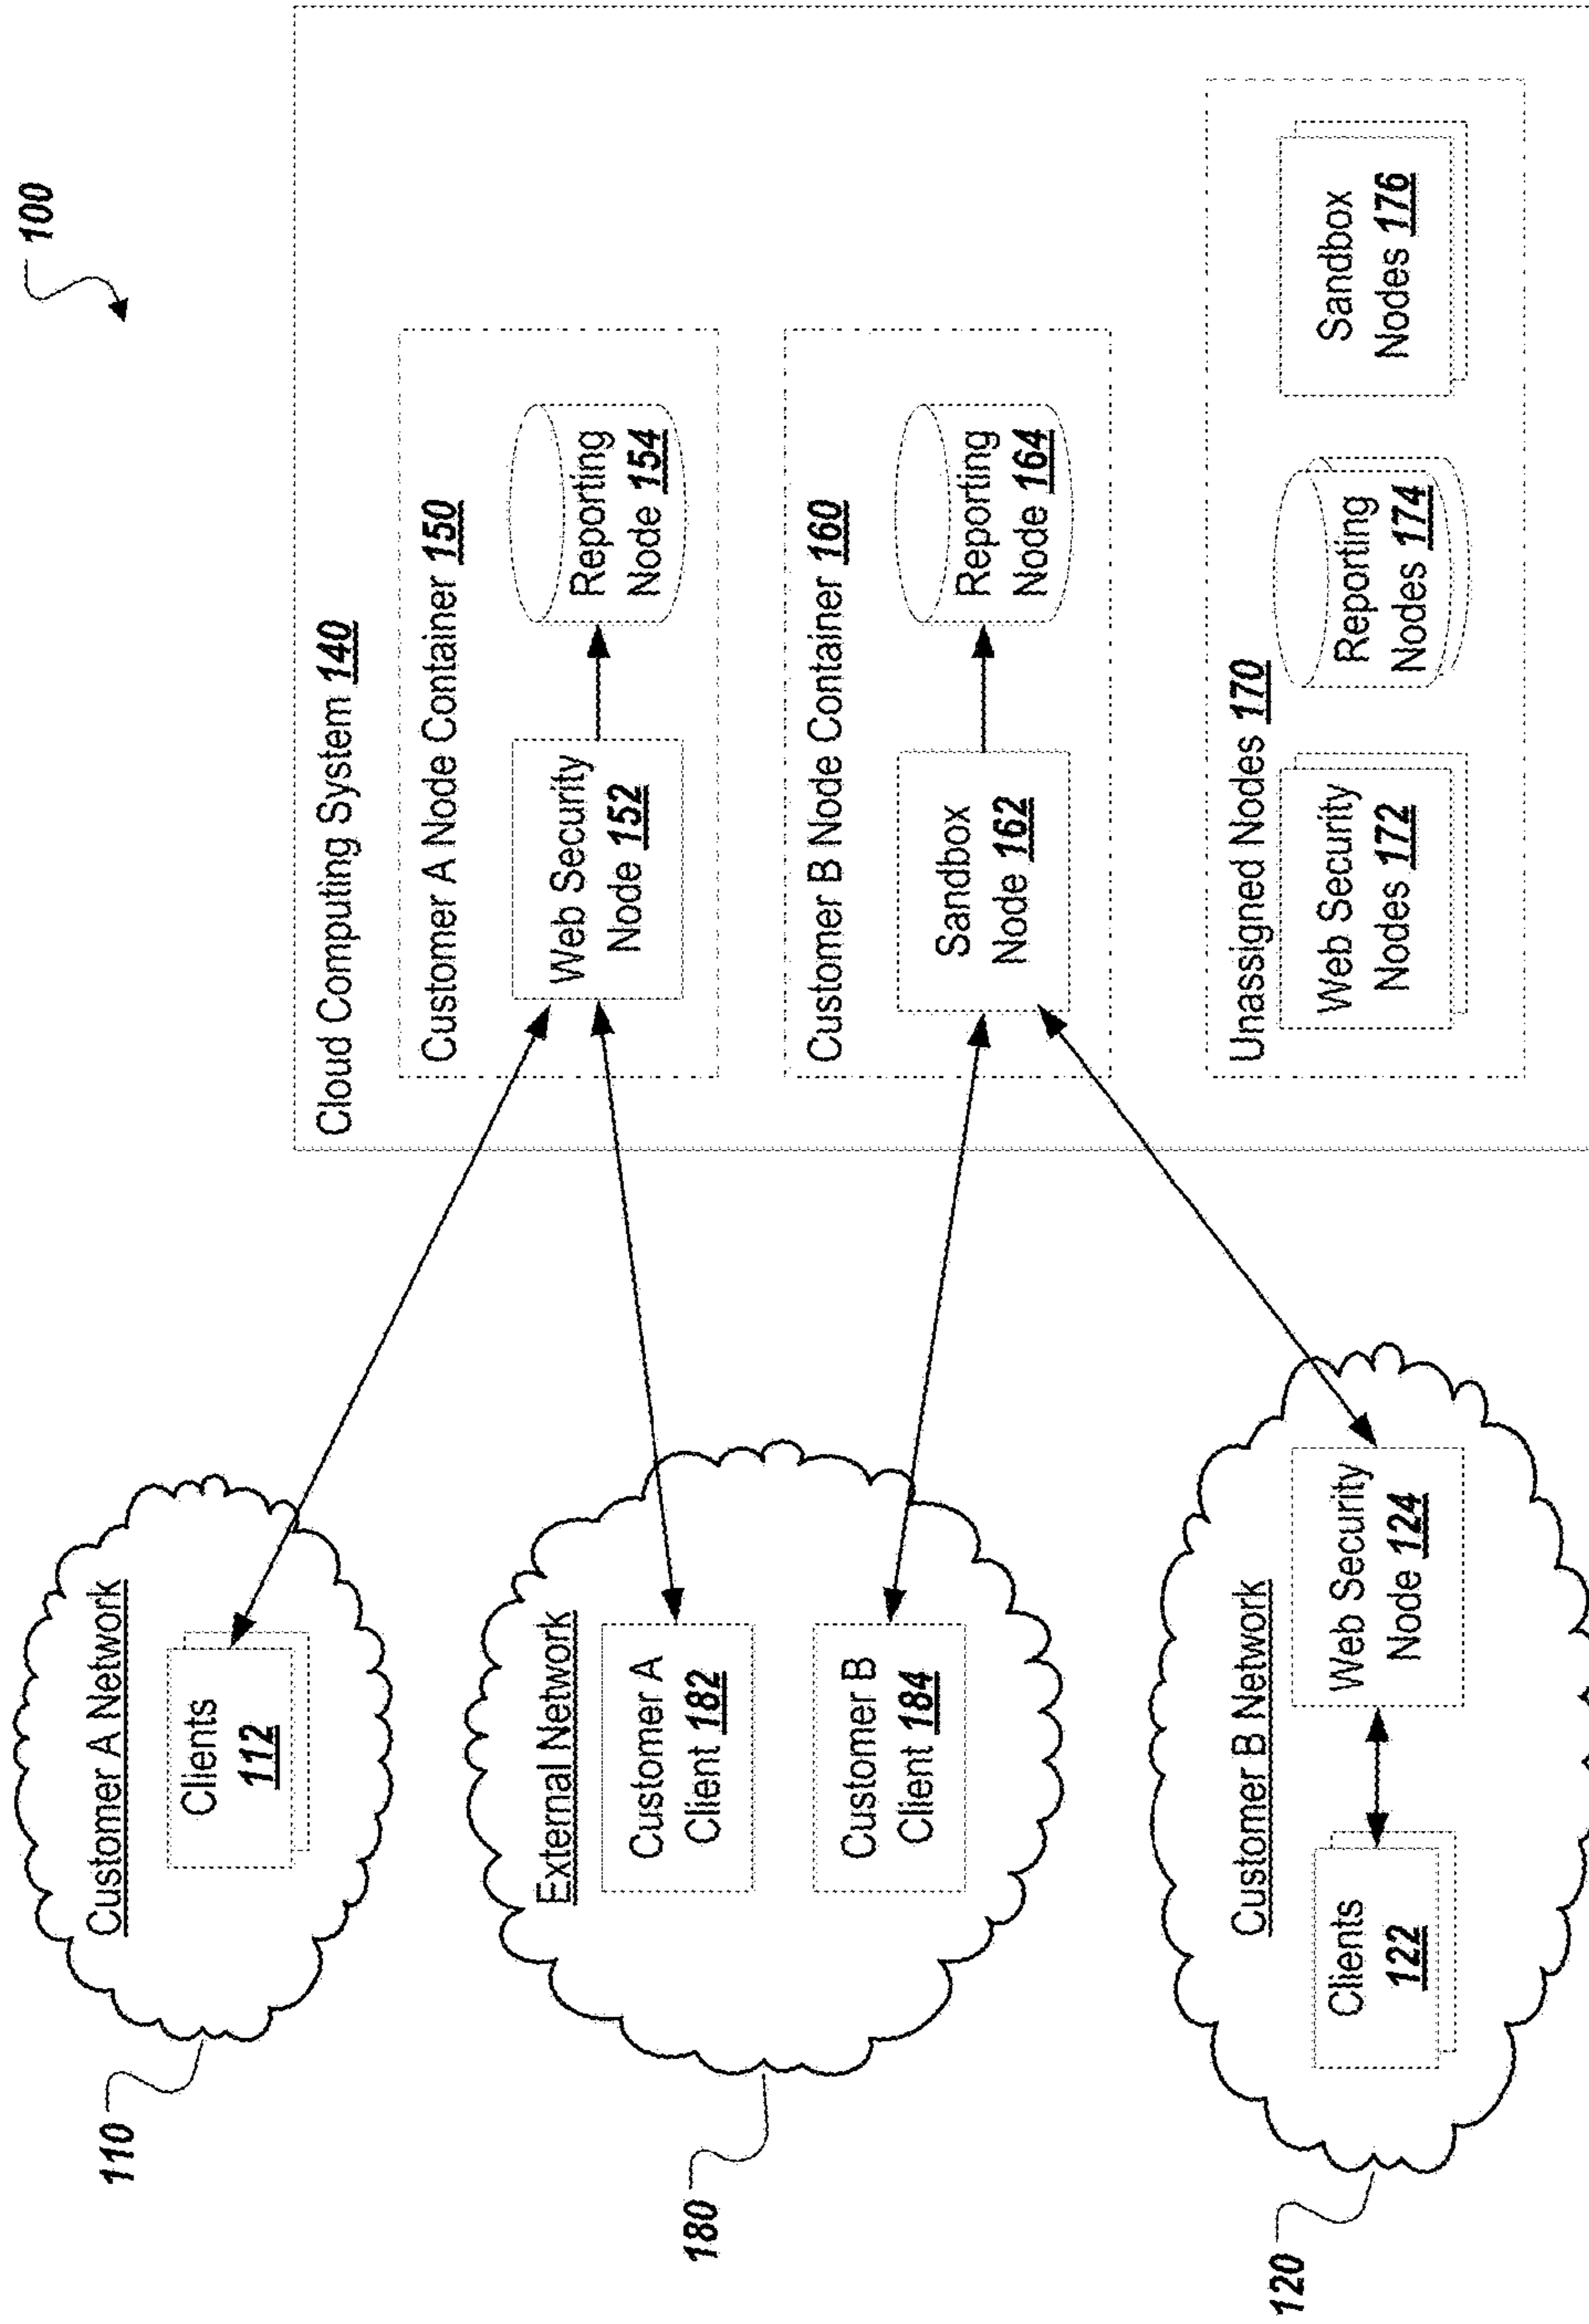 100
110
Customer A Network
Clients
112
180
External Network
Customer A
Client 182
Customer B
Client 184
120
Customer B Network
Clients
122
Web Security
Node 124
Cloud Computing System 140
Customer A Node Container 150
Web Security
Node 152
Reporting
Node 154
Customer B Node Container 160
Sandbox
Node 162
Reporting
Node 164
Unassigned Nodes 170
Web Security
Nodes 172
Reporting
Nodes 174
Sandbox
Nodes 176